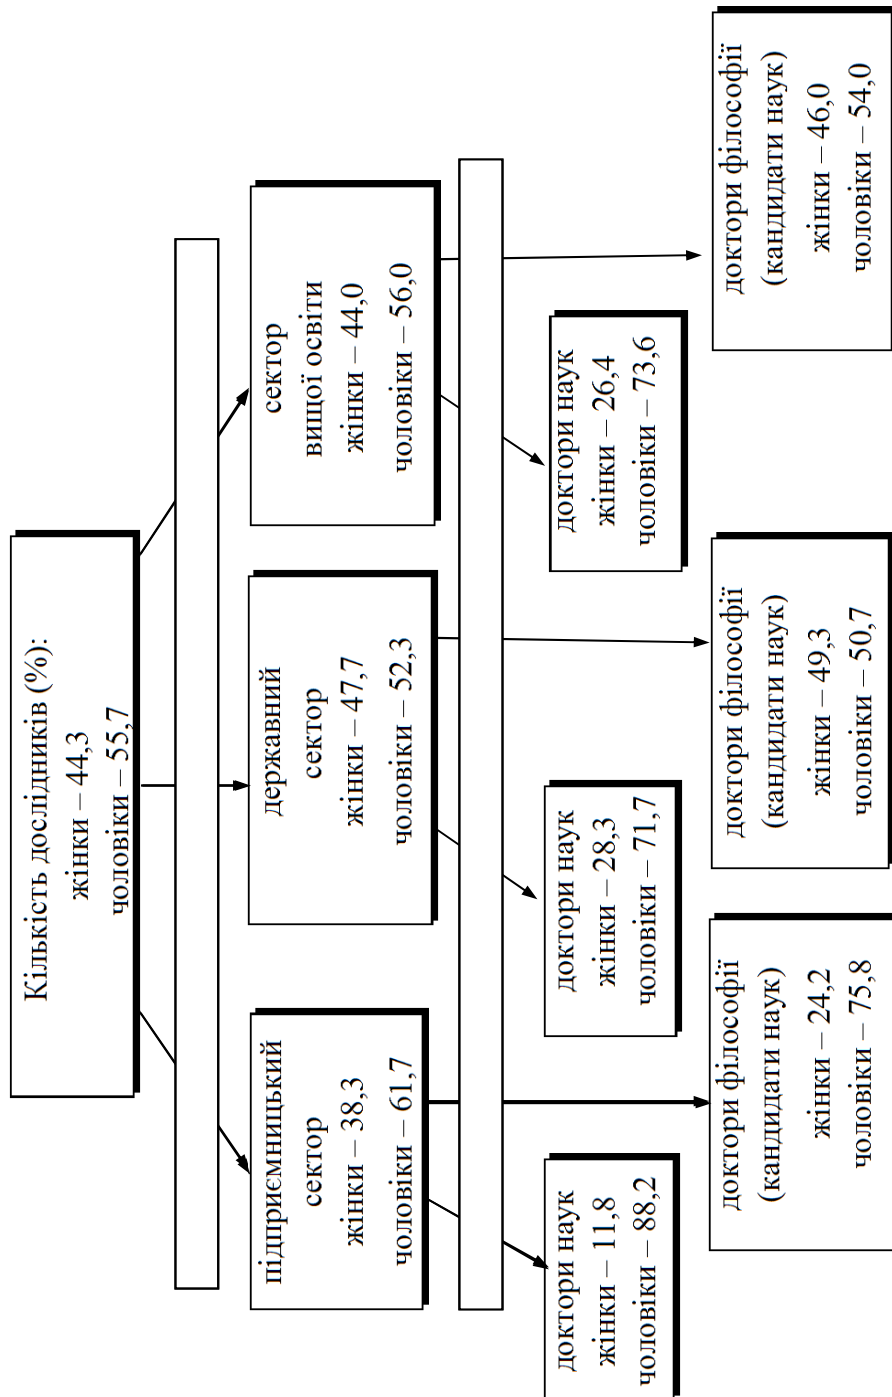 Кількість дослідників (%):
жінки – 44,3
чоловіки – 55,7
підприємницький
сектор
жінки – 38,3
чоловіки – 61,7
державний
сектор
жінки – 47,7
чоловіки – 52,3
сектор
вищої освіти
жінки – 44,0
чоловіки – 56,0
доктори наук
жінки – 11,8
чоловіки – 88,2
доктори наук
жінки – 28,3
чоловіки – 71,7
доктори наук
жінки – 26,4
чоловіки – 73,6
доктори філософії
(кандидати наук)
жінки – 24,2
чоловіки – 75,8
доктори філософії
(кандидати наук)
жінки – 49,3
чоловіки – 50,7
доктори філософії
(кандидати наук)
жінки – 46,0
чоловіки – 54,0